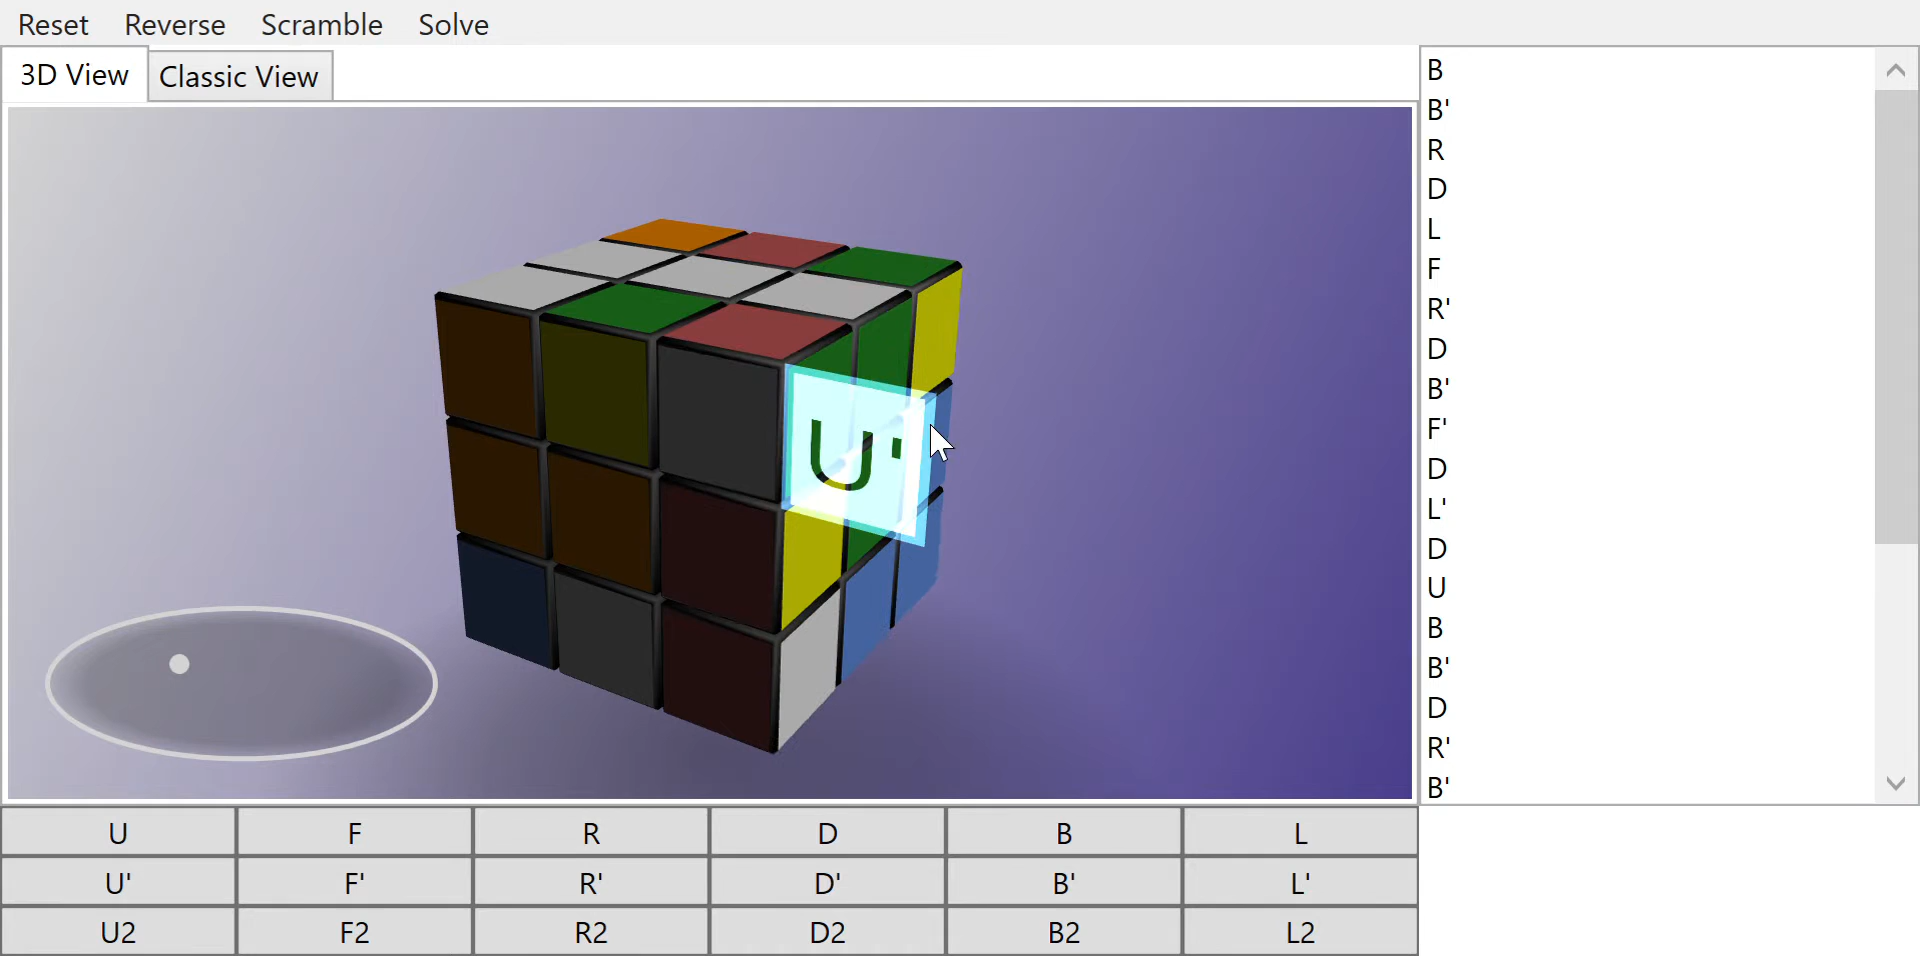 Reset Reverse Scramble Solve
3D View Classic View
U'
B
B'
R
D
L
F
R'
D
B'
F'
D
L'
D
U
B
B'
D
R'
B'
U F R D B L
U' F' R' D' B' L'
U2 F2 R2 D2 B2 L2